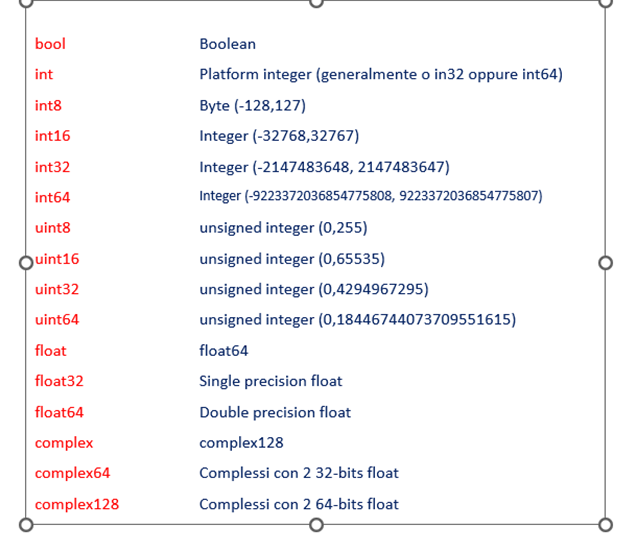 bool Boolean
int Platform integer (generalmente o in32 oppure int64)
int8 Byte (-128,127)
int16 Integer (-32768,32767)
int32 Integer (-2147483648, 2147483647)
int64 Integer (-9223372036854775808, 9223372036854775807)
uint8 unsigned integer (0,255)
uint16 unsigned integer (0,65535)
uint32 unsigned integer (0,4294967295)
uint64 unsigned integer (0,18446744073709551615)
float float64
float32 Single precision float
float64 Double precision float
complex complex128
complex64 Complessi con 2 32-bits float
complex128 Complessi con 2 64-bits float